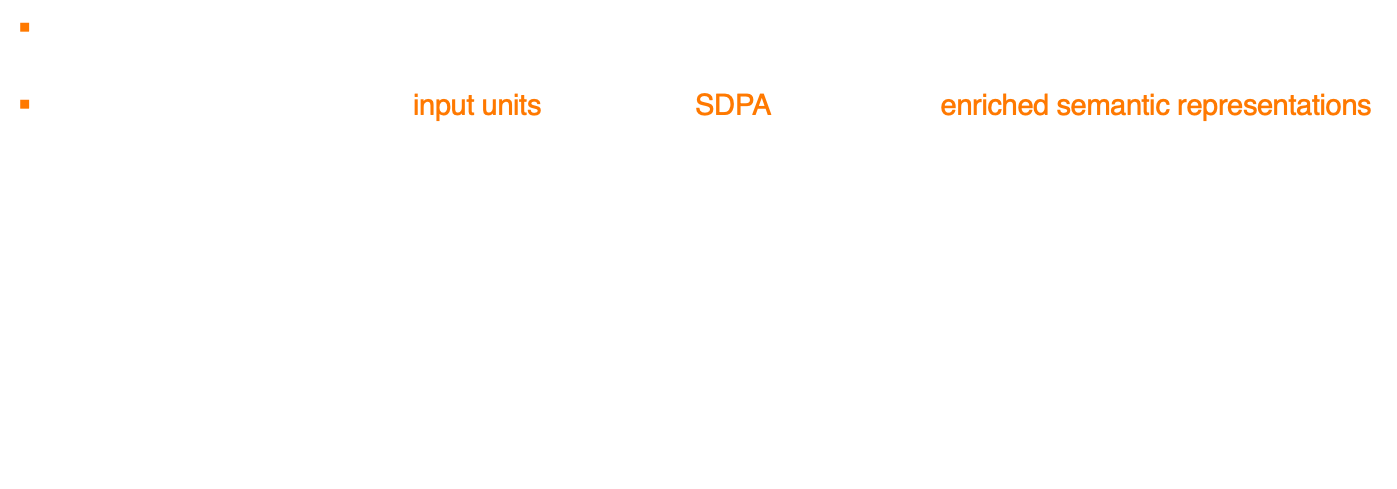 ▪
▪ input units SDPA enriched semantic representations